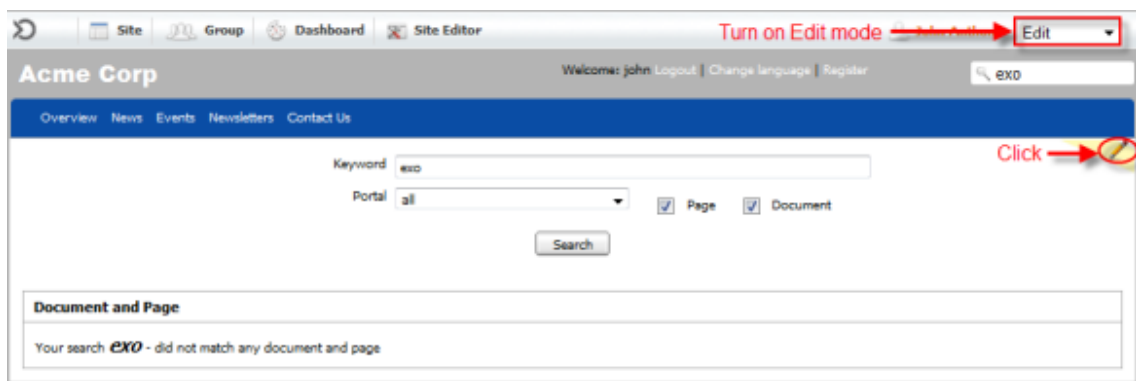 Site Group Dashboard Site Editor Turn on Edit mode Edit
Acme Corp Welcome: john Logout | Change language | Register exo
Overview News Events Newsletters Contact Us
Click
Keyword exo
Portal all Page Document
Search
Document and Page
Your search exo - did not match any document and page